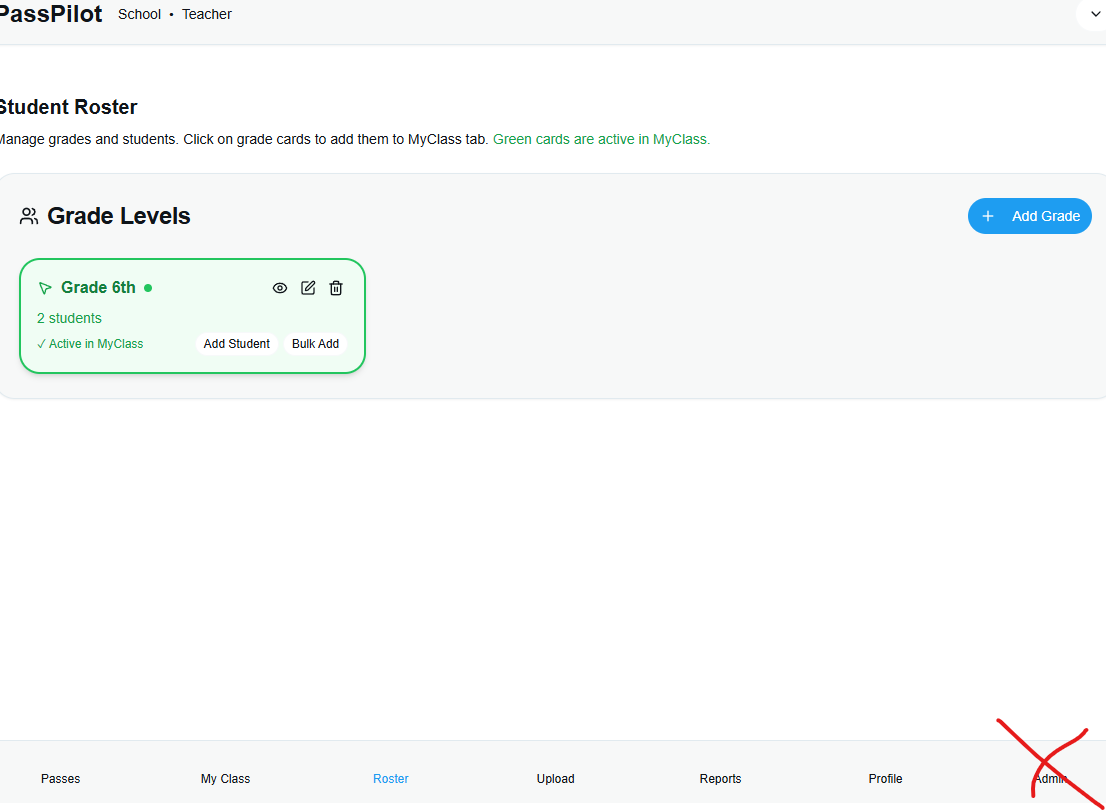 PassPilot School • Teacher
Student Roster
Manage grades and students. Click on grade cards to add them to MyClass tab. Green cards are active in MyClass.
Grade Levels
+ Add Grade
Grade 6th
2 students
✓ Active in MyClass Add Student Bulk Add
Passes My Class Roster Upload Reports Profile Admin